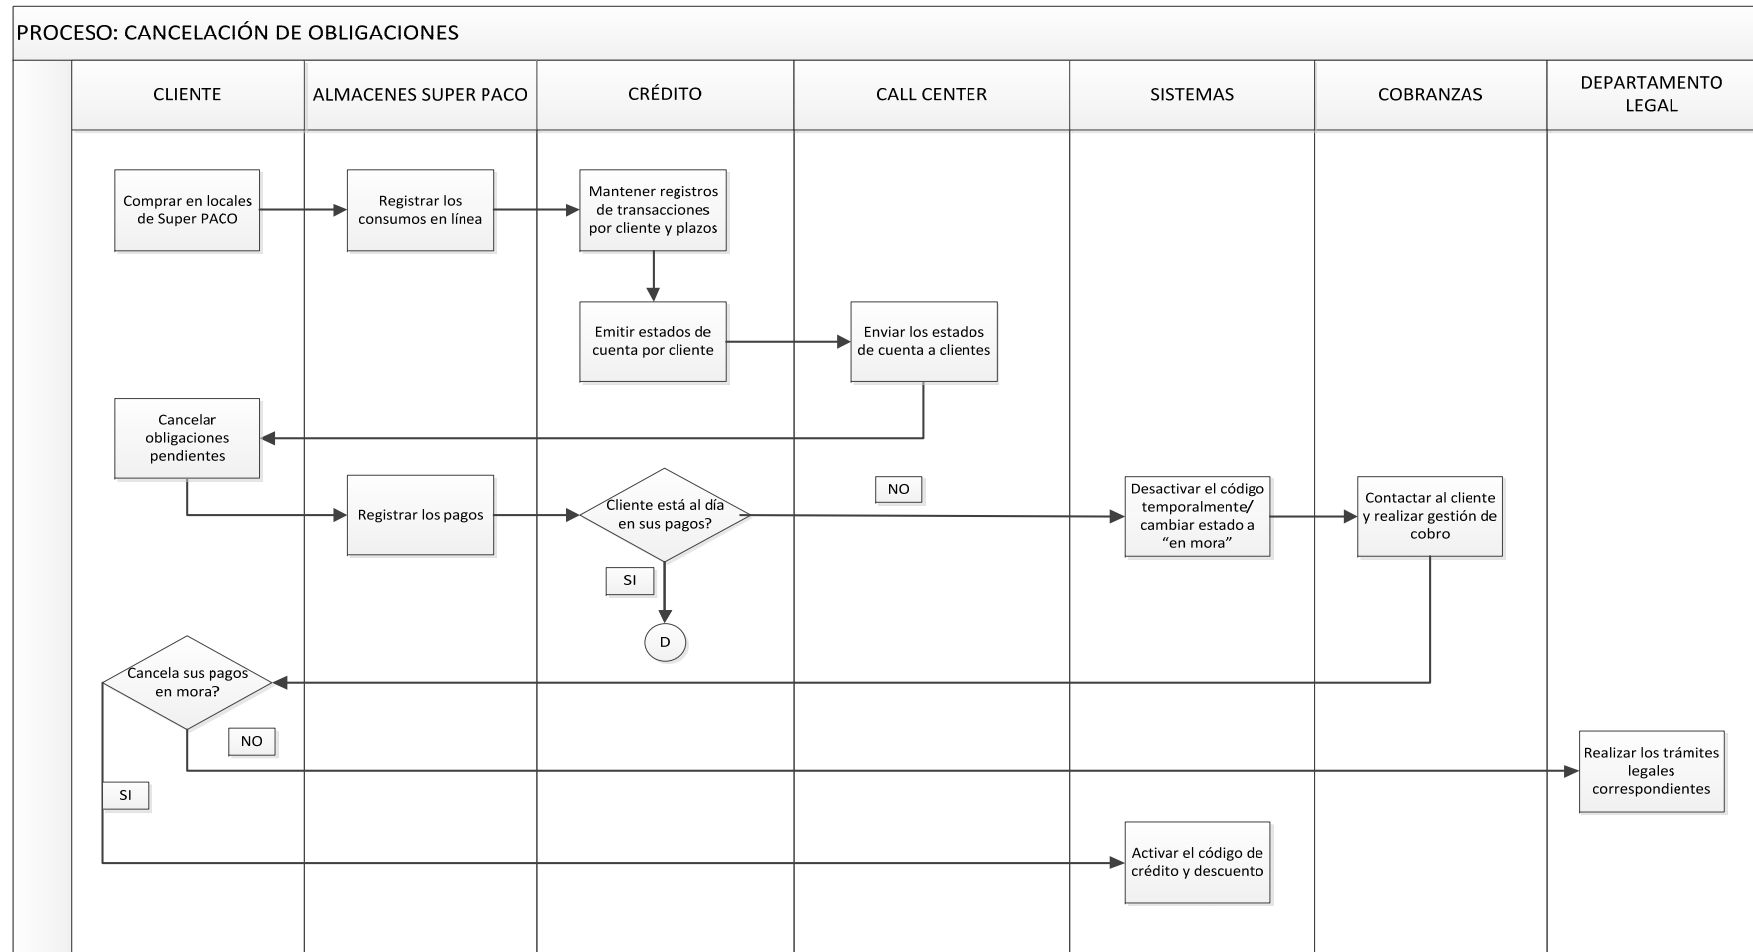 PROCESO: CANCELACIÓN DE OBLIGACIONES
CLIENTE
ALMACENES SUPER PACO
CRÉDITO
CALL CENTER
SISTEMAS
COBRANZAS
DEPARTAMENTO
LEGAL
Comprar en locales
de Super PACO
Registrar los
consumos en línea
Mantener registros
de transacciones
por cliente y plazos
Emitir estados de
cuenta por cliente
Enviar los estados
de cuenta a clientes
Cancelar
obligaciones
pendientes
Registrar los pagos
Cliente está al día
en sus pagos?
NO
Desactivar el código
temporalmente/
cambiar estado a
“en mora”
Contactar al cliente
y realizar gestión de
cobro
SI
D
Cancela sus pagos
en mora?
NO
Realizar los trámites
legales
correspondientes
SI
Activar el código de
crédito y descuento